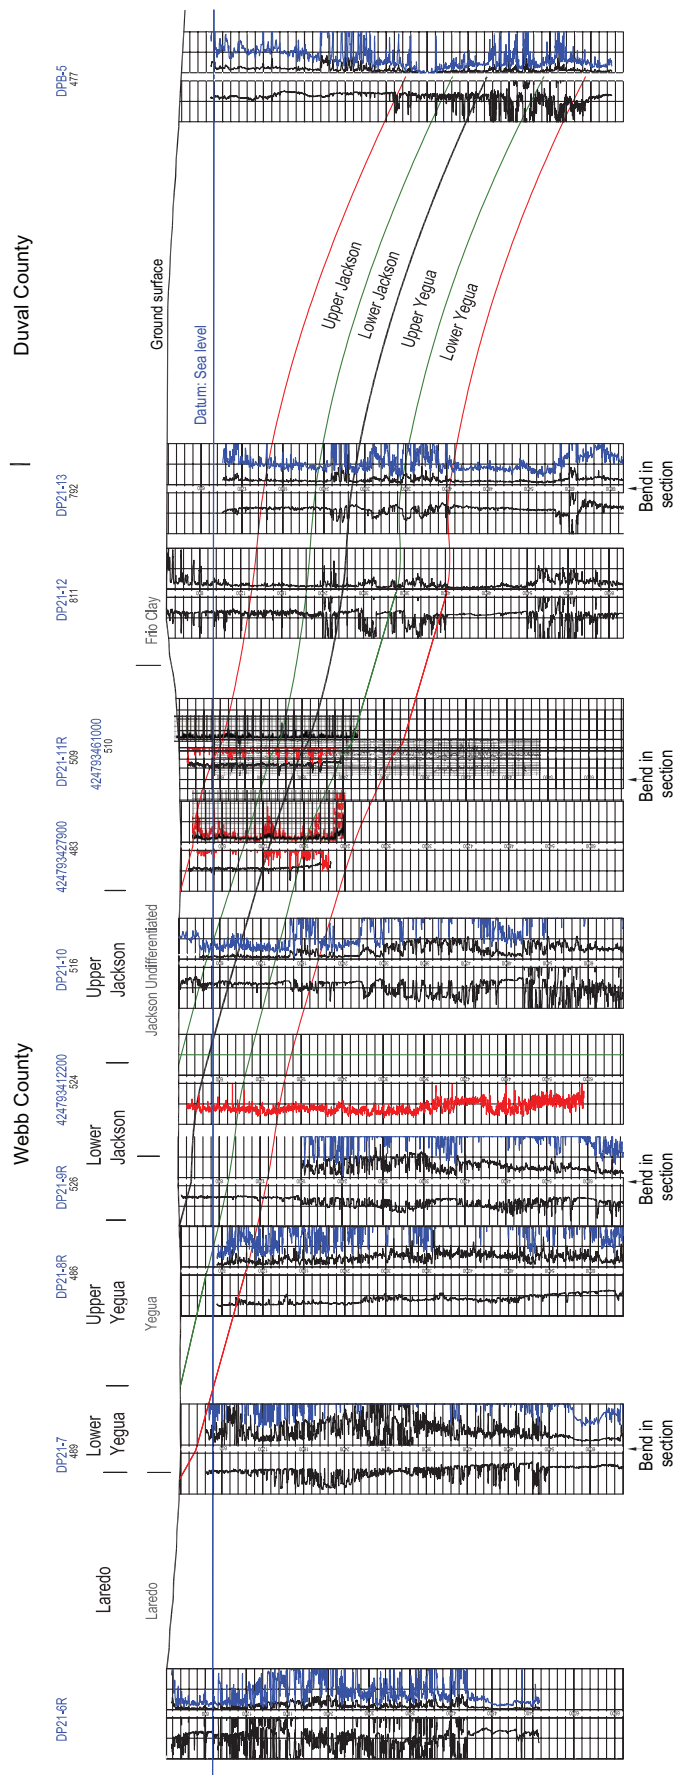 Duval County
Webb County
DPB-5
477
DP21-13
792
DP21-12
811
DP21-11R
509
424793461000
510
424793427900
483
DP21-10
516
424793412200
524
DP21-9R
526
DP21-8R
486
DP21-7
489
DP21-6R
Upper
Jackson
Lower
Jackson
Upper
Yegua
Lower
Yegua
Laredo
Frio Clay
Jackson Undifferentiated
Yegua
Laredo
Ground surface
Datum: Sea level
Upper Jackson
Lower Jackson
Upper Yegua
Lower Yegua
Bend in
section
Bend in
section
Bend in
section
Bend in
section